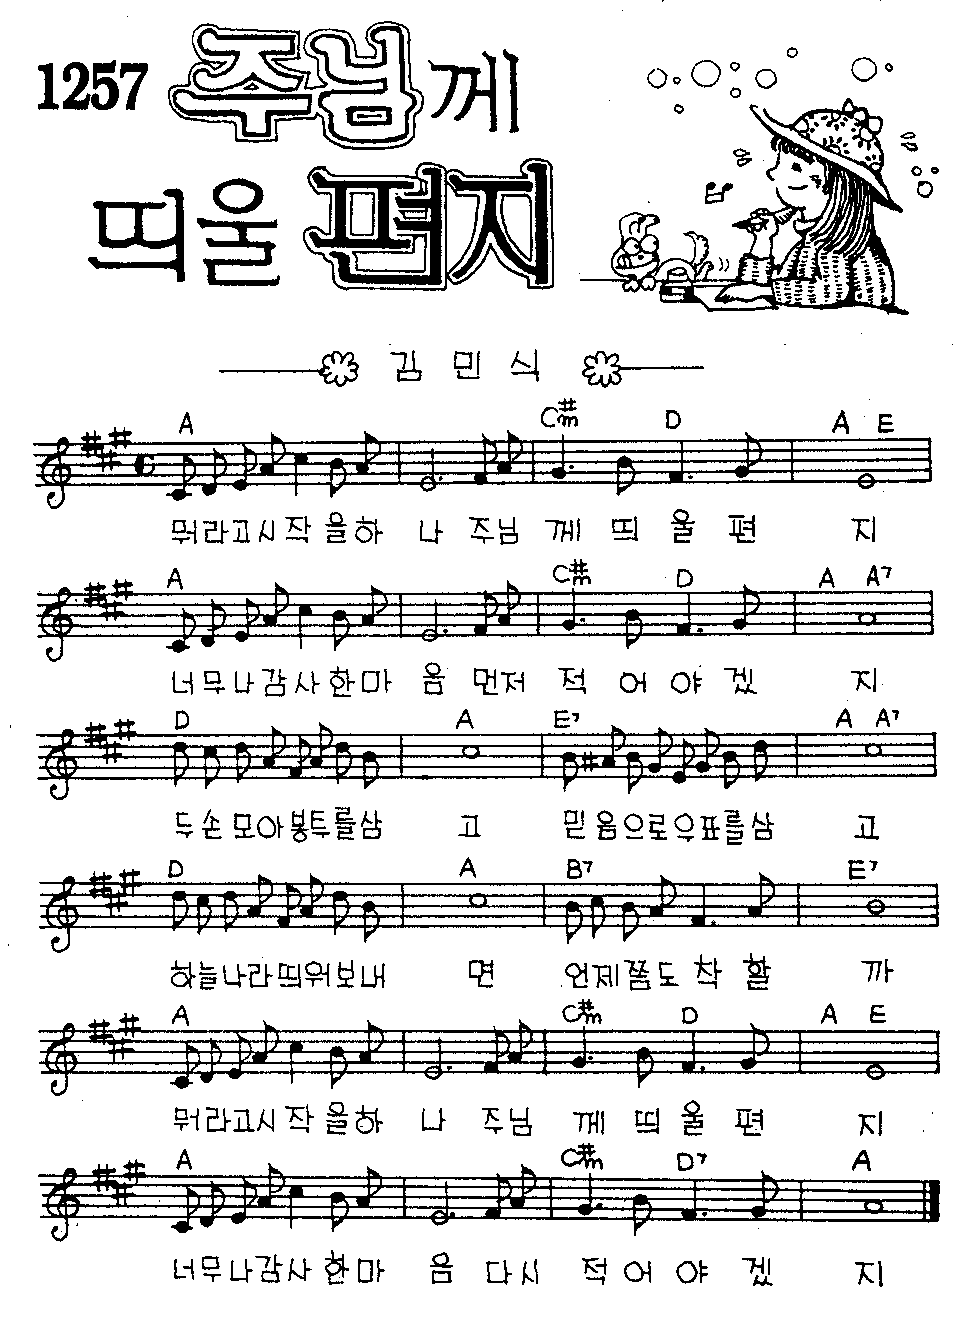 1257 주님께
띄울 편지
김 민 식
A C#m D A E
뭐라고시작 을하 나 주님 께 띄 울 편 지
A C#m D A A7
너무나감사한마 음 먼저 적 어 야 겠 지
D A E7 A A7
두손모아봉투를삼 고 믿음으로우표를삼 고
D A B7 E7
하늘나라띄워보내 면 언제쯤도 착 할 까
A C#m D A E
뭐라고시작 을하 나 주님 께 띄 울 편 지
A C#m D7 A
너무나감사 한마 음 다시 적 어 야 겠 지